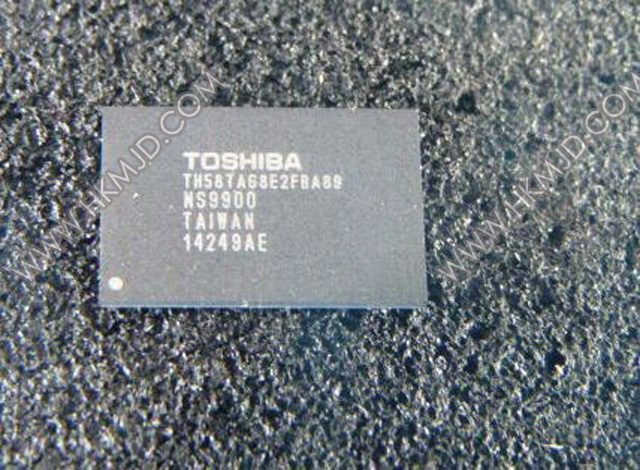 TOSHIBA
TH58TAG8E2FBA89
NS9900
TAIWAN
14249AE
WWW.HKMJD.COM
WWW.HKMJD.COM